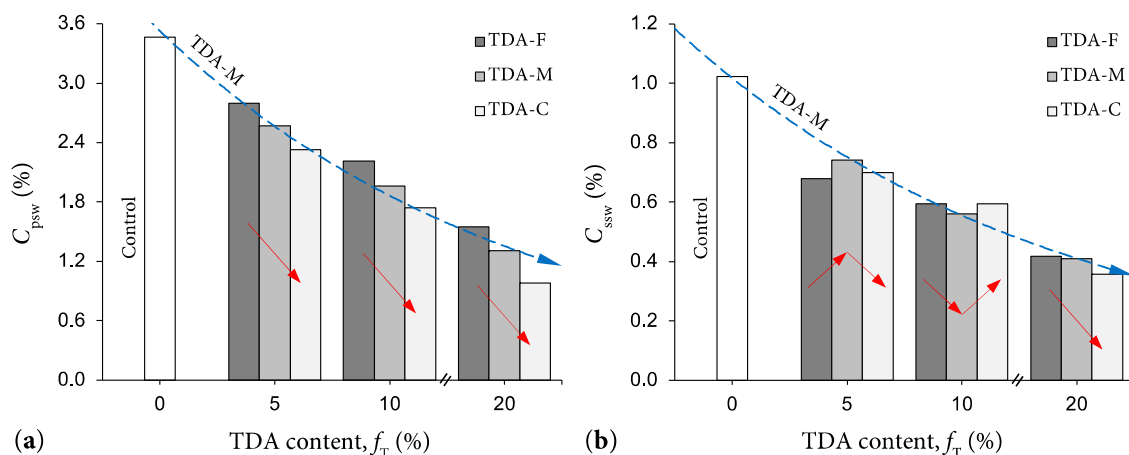 3.6
3.0
2.4
1.8
1.2
0.6
0.0
C_psw (%)
Control
TDA-M
TDA-F
TDA-M
TDA-C
0
5
10
20
(a)
TDA content, f_T (%)
1.2
1.0
0.8
0.6
0.4
0.2
0.0
C_ssw (%)
Control
TDA-M
TDA-F
TDA-M
TDA-C
0
5
10
20
(b)
TDA content, f_T (%)